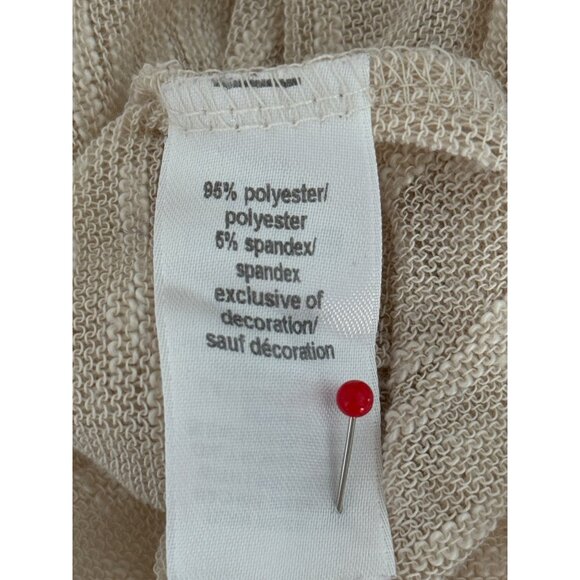 95% polyester/
polyester
5% spandex/
spandex
exclusive of
decoration/
sauf décoration